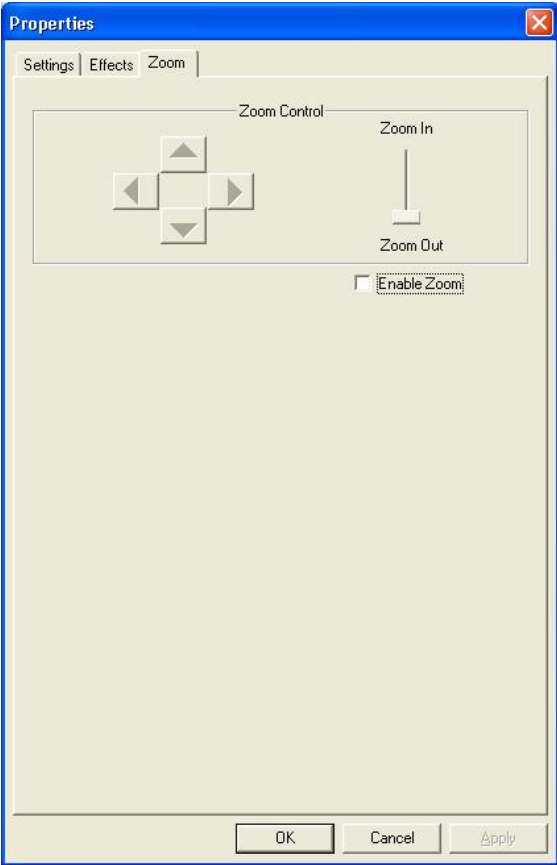 Properties
Settings Effects Zoom
Zoom Control
Zoom In
Zoom Out
Enable Zoom
OK Cancel Apply